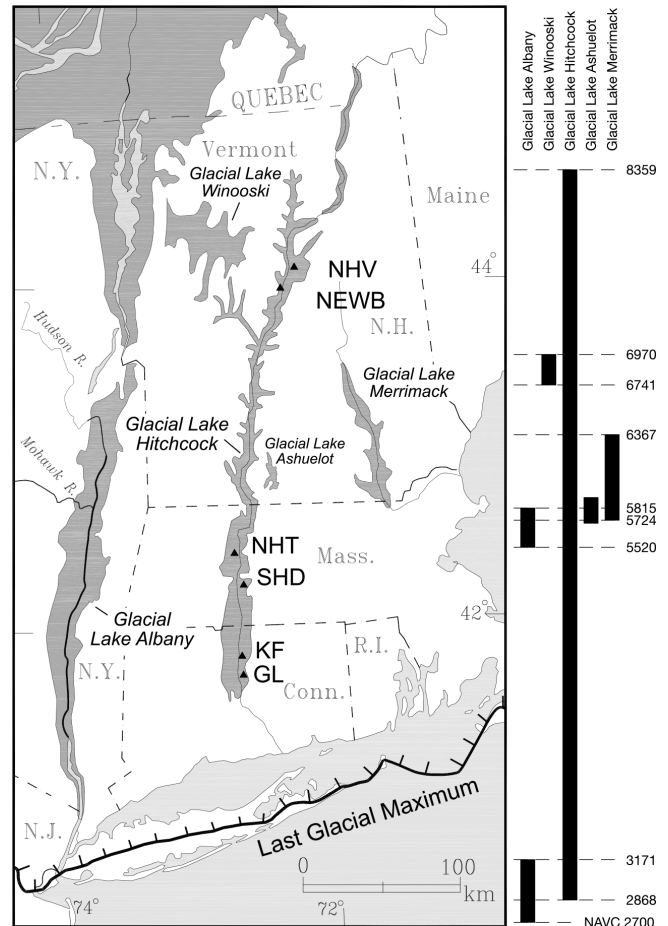 QUEBEC
Vermont
Glacial Lake
Winooski
N.Y.
Maine
44°
NHV
NEWB
N.H.
Hudson R.
Glacial Lake
Merrimack
Glacial Lake
Hitchcock
Glacial Lake
Ashuelot
Mohawk R.
NHT
Mass.
SHD
42°
Glacial
Lake Albany
KF
R.I.
N.Y.
GL
Conn.
Last Glacial Maximum
N.J.
0 100
km
74°
72°
Glacial Lake Albany
Glacial Lake Winooski
Glacial Lake Hitchcock
Glacial Lake Ashuelot
Glacial Lake Merrimack
8359
6970
6741
6367
5815
5724
5520
3171
2868
NAVC 2700